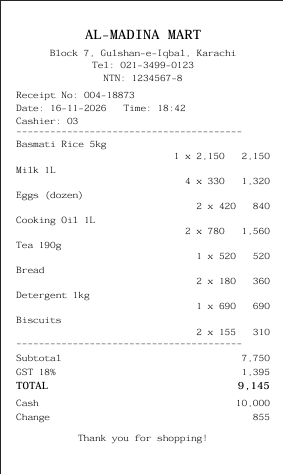 AL-MADINA MART
Block 7, Gulshan-e-Iqbal, Karachi
Tel: 021-3499-0123
NTN: 1234567-8
Receipt No: 004-18873
Date: 16-11-2026 Time: 18:42
Cashier: 03
----------------------------------------
Basmati Rice 5kg
1 x 2,150 2,150
Milk 1L
4 x 330 1,320
Eggs (dozen)
2 x 420 840
Cooking Oil 1L
2 x 780 1,560
Tea 190g
1 x 520 520
Bread
2 x 180 360
Detergent 1kg
1 x 690 690
Biscuits
2 x 155 310
----------------------------------------
Subtotal 7,750
GST 18% 1,395
TOTAL 9,145
Cash 10,000
Change 855
Thank you for shopping!